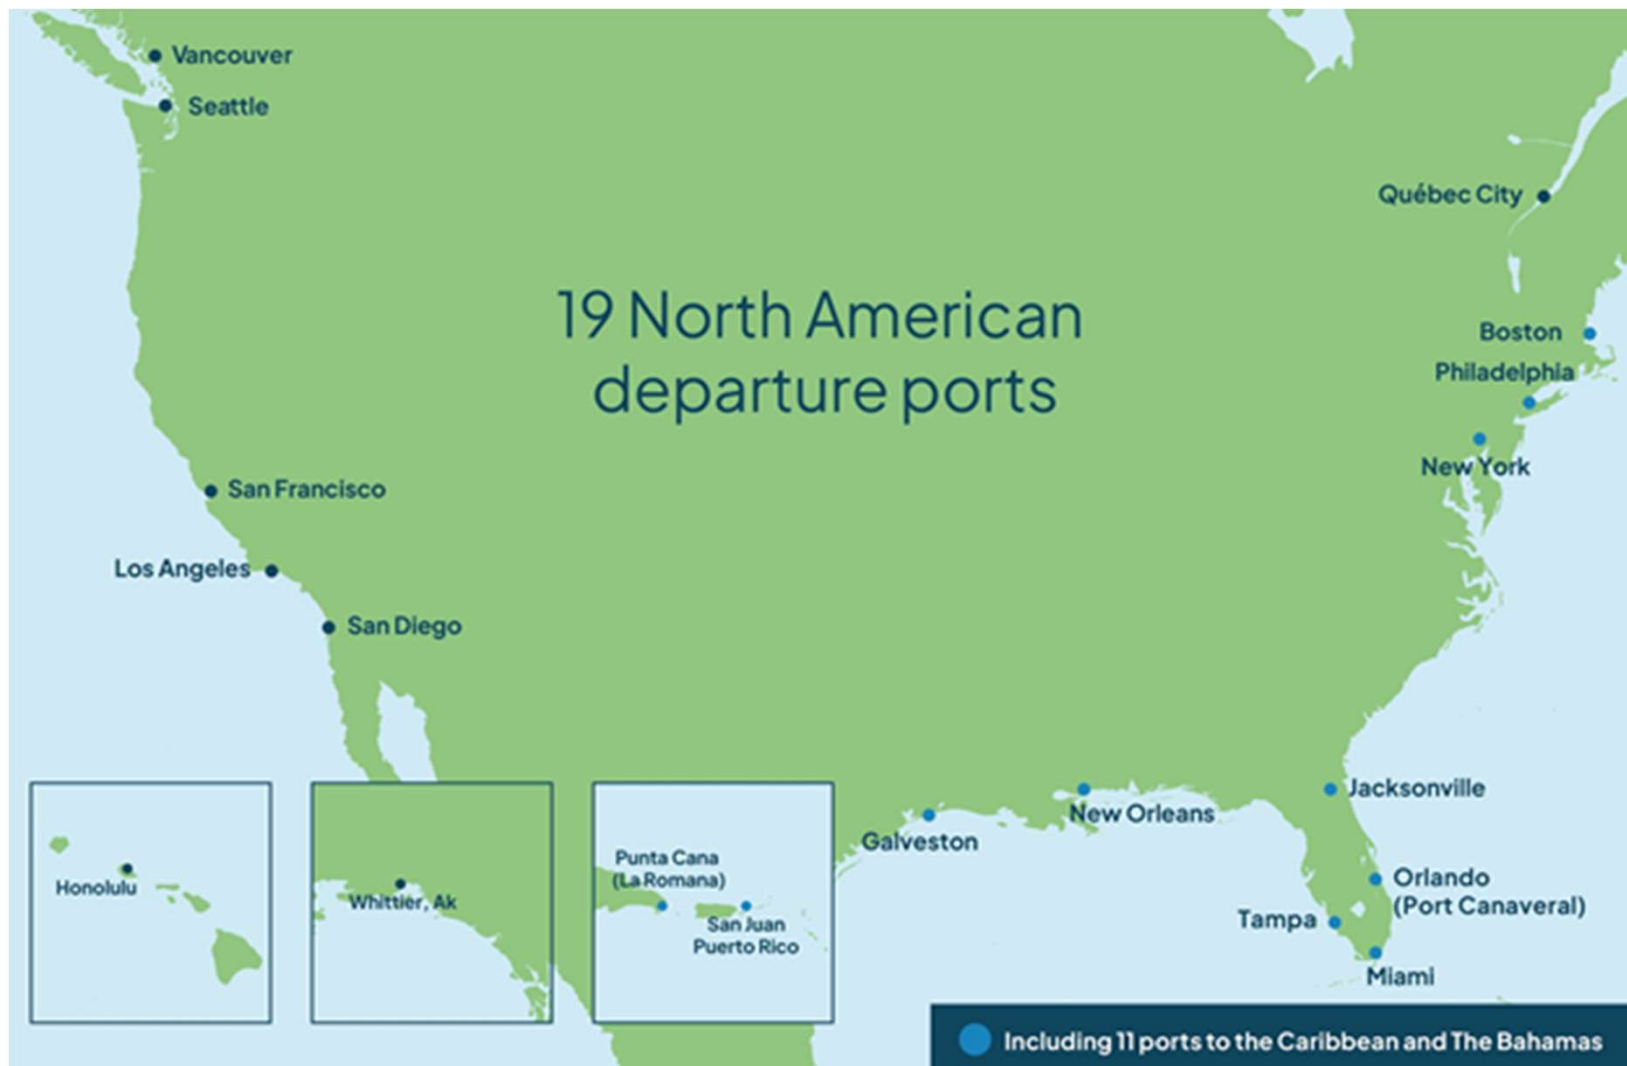 Vancouver
Seattle
Québec City
19 North American
departure ports
Boston
Philadelphia
New York
San Francisco
Los Angeles
San Diego
Jacksonville
New Orleans
Galveston
Orlando
(Port Canaveral)
Tampa
Miami
Honolulu
Whittier, Ak
Punta Cana
(La Romana)
San Juan
Puerto Rico
Including 11 ports to the Caribbean and The Bahamas